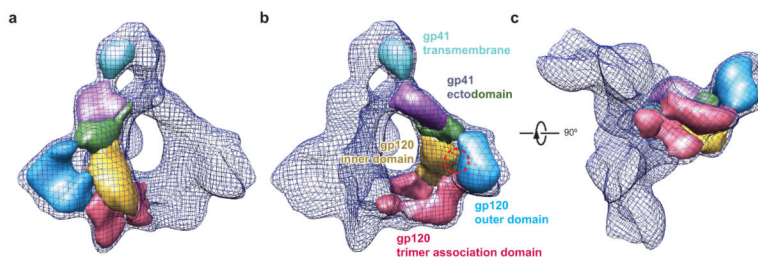 a
b
c
gp41
transmembrane
gp41
ectodomain
gp120
inner domain
90°
gp120
outer domain
gp120
trimer association domain